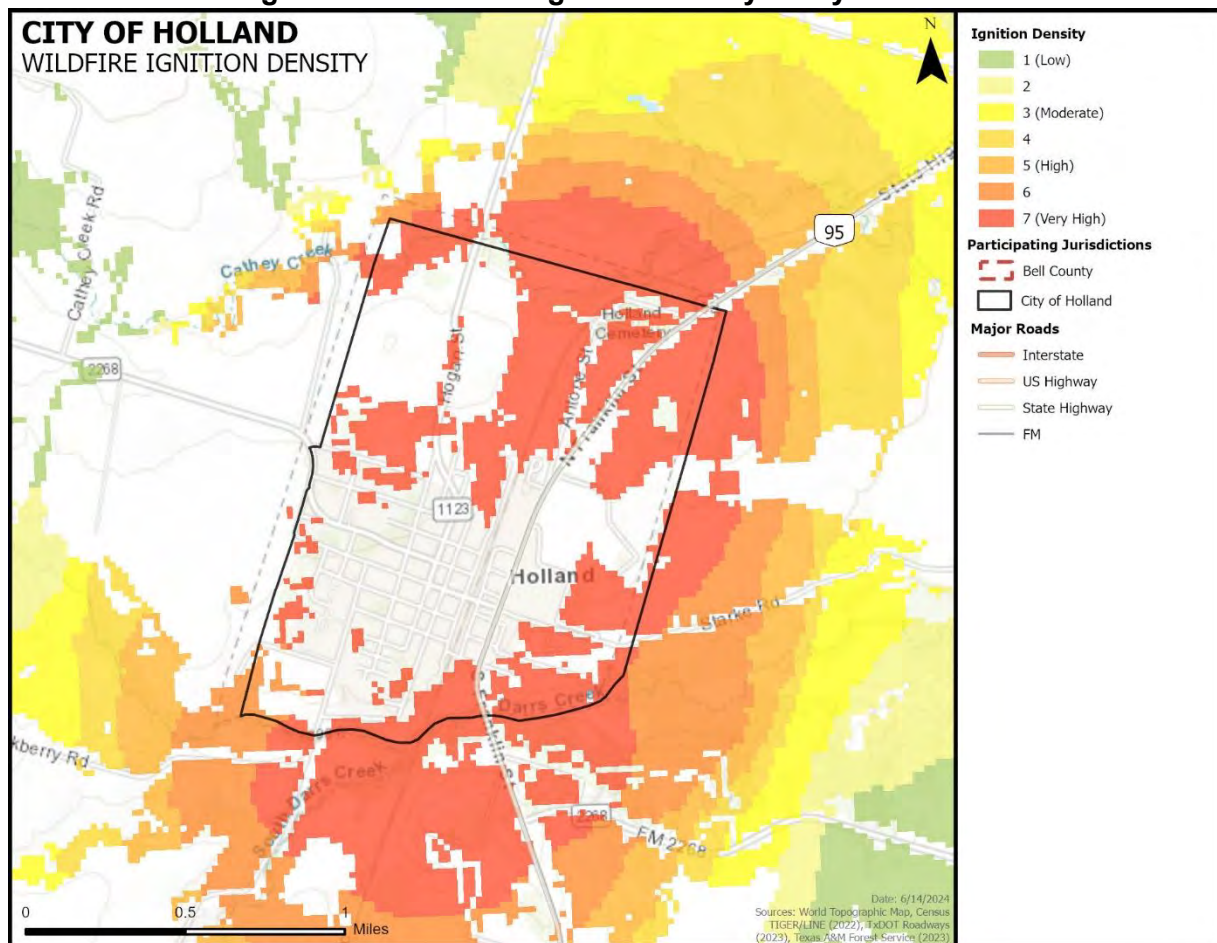 CITY OF HOLLAND
WILDFIRE IGNITION DENSITY
N
Ignition Density
1 (Low)
2
3 (Moderate)
4
5 (High)
6
7 (Very High)
Participating Jurisdictions
Bell County
City of Holland
Major Roads
Interstate
US Highway
State Highway
FM
95
Cathey Creek Rd
Cathey Creek
2268
Hogan St
Holland
Cemetery
1123
Holland
Starke Rd
Darrs Creek
kberry Rd
South Darrs Creek
2268
FM 2268
0 0.5 1
Miles
Date: 6/14/2024
Sources: World Topographic Map, Census
TIGER/LINE (2022), TxDOT Roadways
(2023), Texas A&M Forest Service (2023)